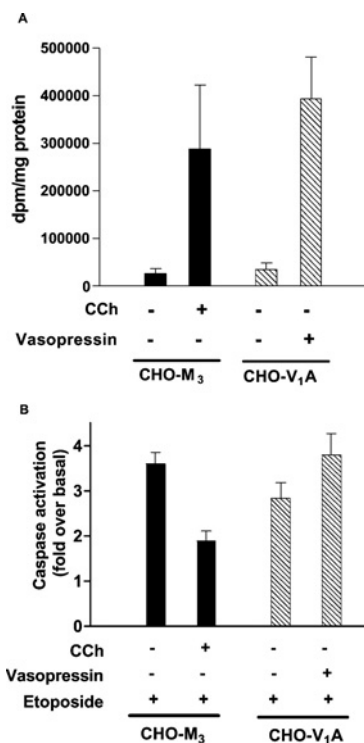 A
dpm/mg protein
500000
400000
300000
200000
100000
0
CCh - + - -
Vasopressin - - - +
CHO-M₃ CHO-V₁A
B
Caspase activation
(fold over basal)
4
3
2
1
0
CCh - + - -
Vasopressin - - - +
Etoposide + + + +
CHO-M₃ CHO-V₁A